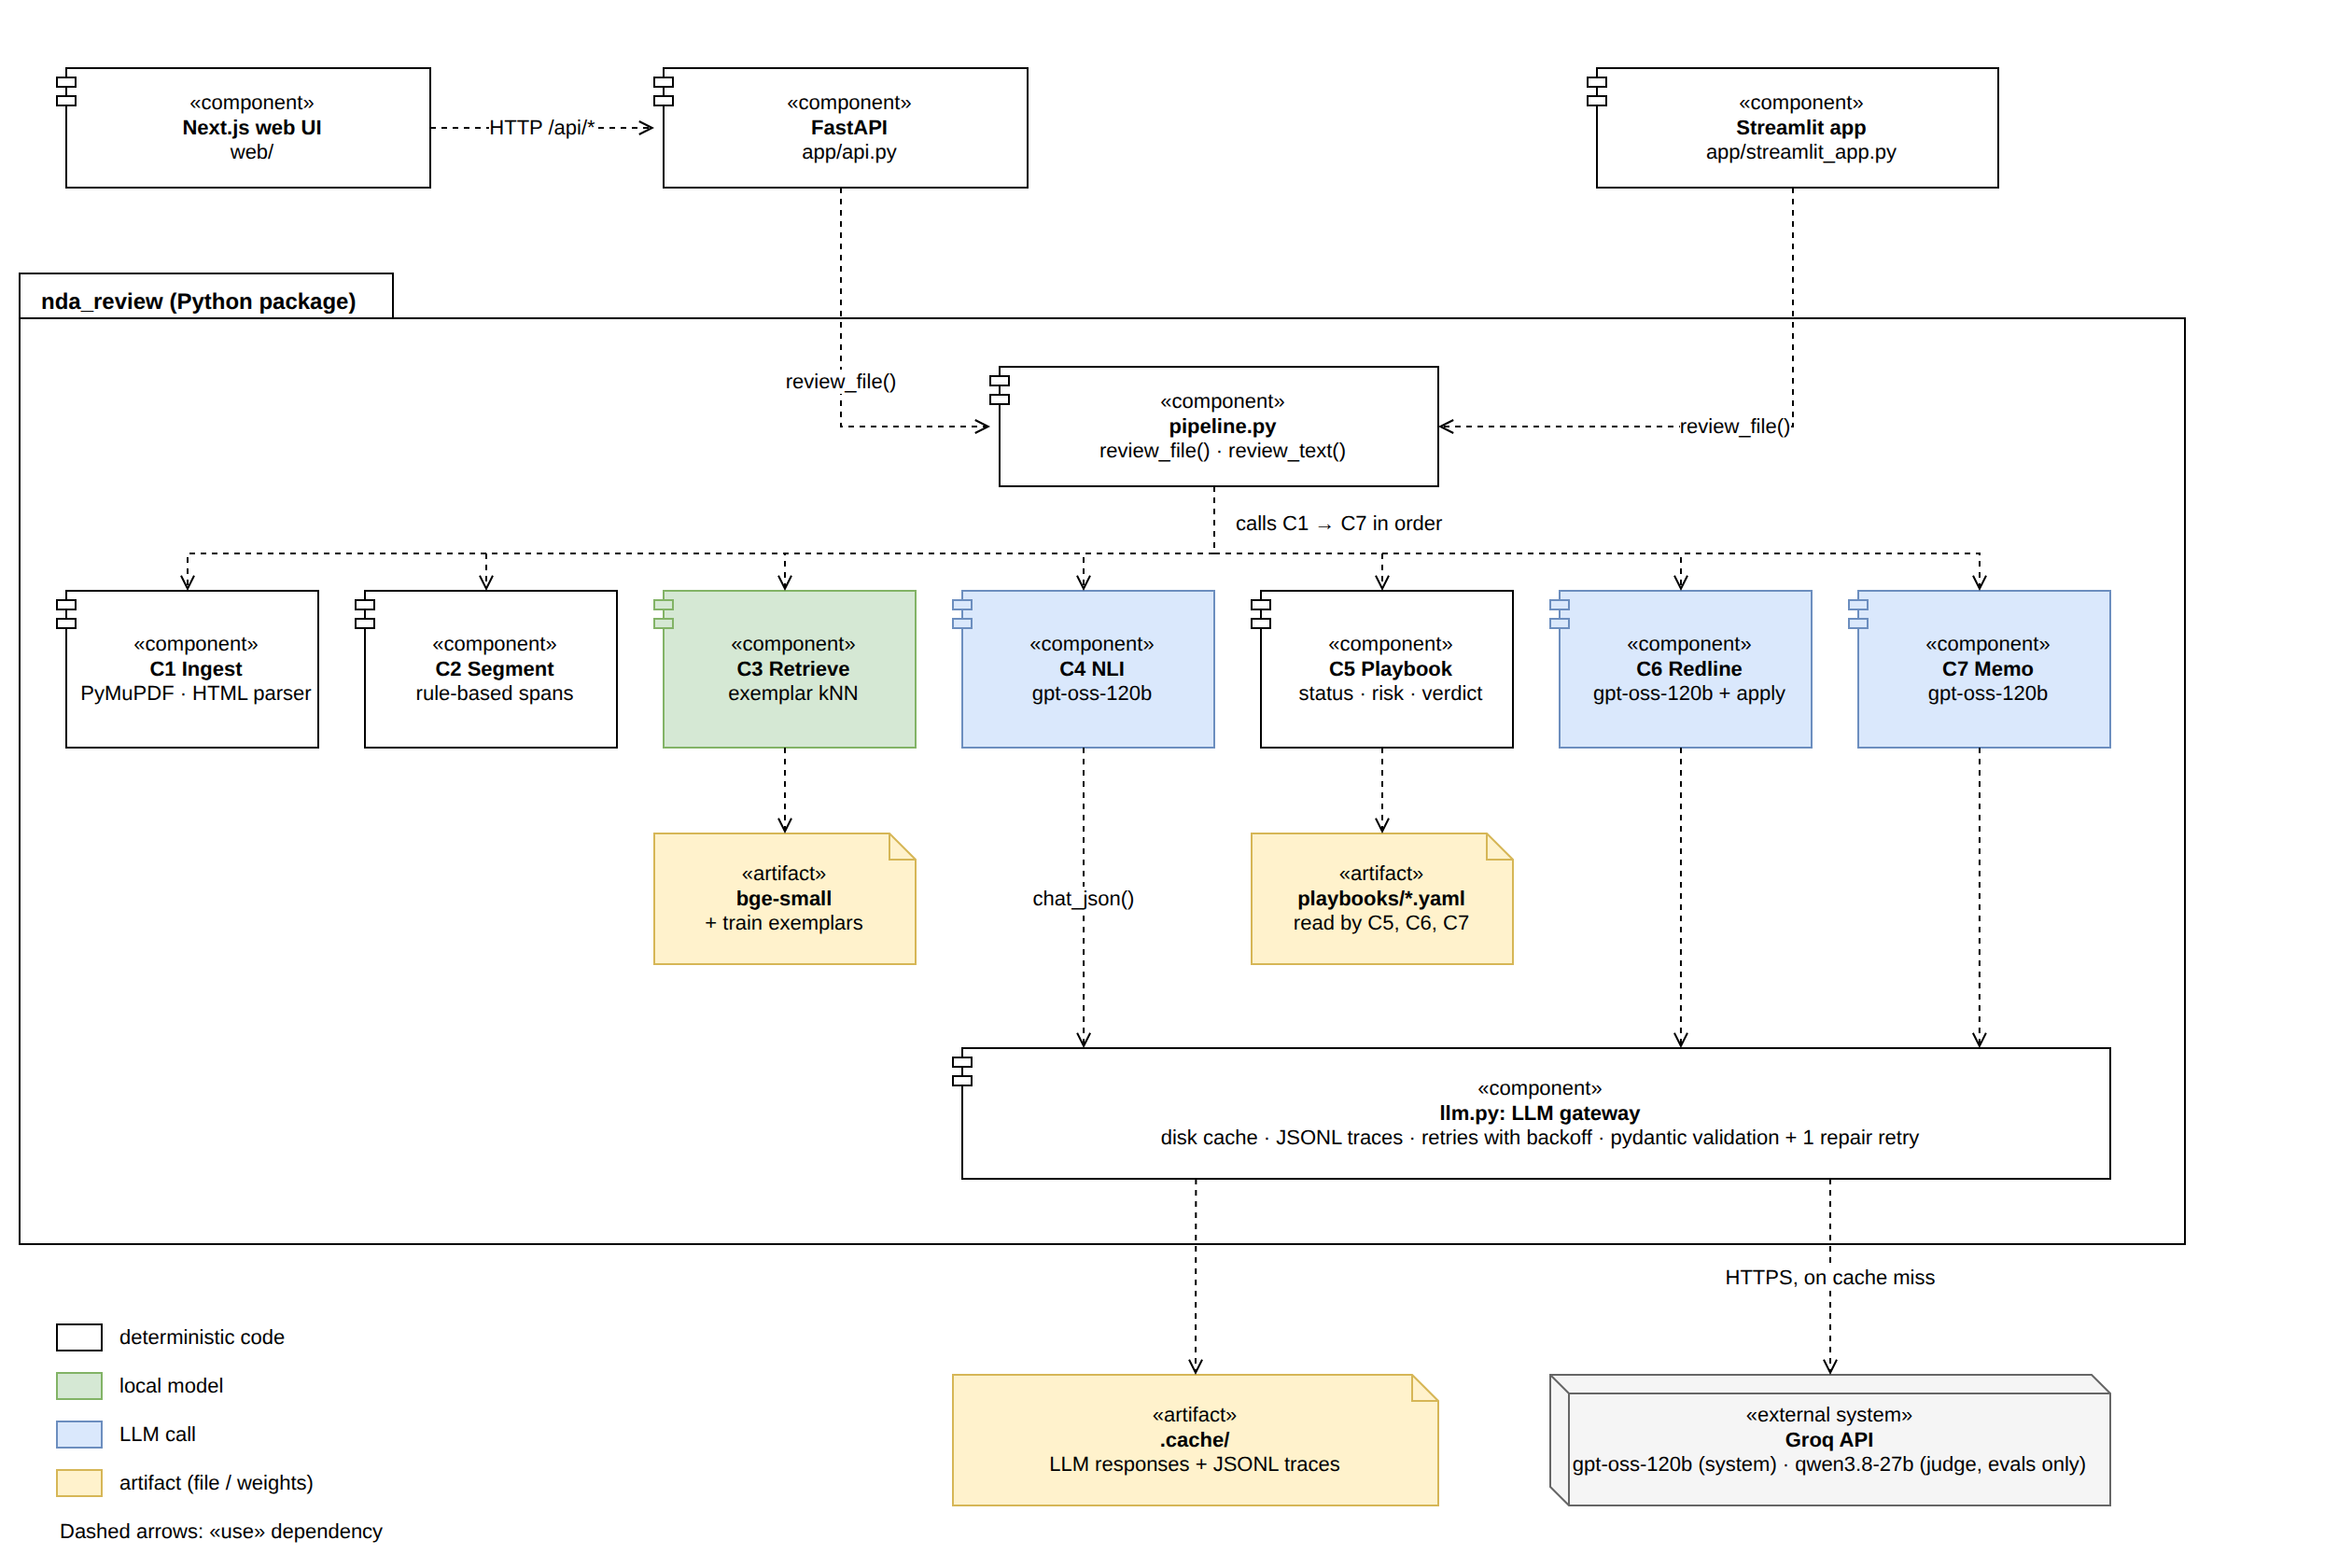 «component»
Next.js web UI
web/
HTTP /api/*
«component»
FastAPI
app/api.py
«component»
Streamlit app
app/streamlit_app.py
nda_review (Python package)
review_file()
«component»
pipeline.py
review_file() · review_text()
review_file()
calls C1 → C7 in order
«component»
C1 Ingest
PyMuPDF · HTML parser
«component»
C2 Segment
rule-based spans
«component»
C3 Retrieve
exemplar kNN
«component»
C4 NLI
gpt-oss-120b
«component»
C5 Playbook
status · risk · verdict
«component»
C6 Redline
gpt-oss-120b + apply
«component»
C7 Memo
gpt-oss-120b
«artifact»
bge-small
+ train exemplars
chat_json()
«artifact»
playbooks/*.yaml
read by C5, C6, C7
«component»
llm.py: LLM gateway
disk cache · JSONL traces · retries with backoff · pydantic validation + 1 repair retry
HTTPS, on cache miss
deterministic code
local model
LLM call
artifact (file / weights)
Dashed arrows: «use» dependency
«artifact»
.cache/
LLM responses + JSONL traces
«external system»
Groq API
gpt-oss-120b (system) · qwen3.8-27b (judge, evals only)